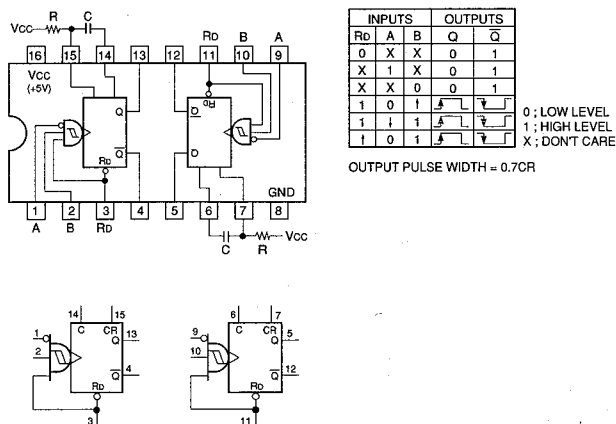 R C
Vcc
RD B A
16 15 14 13 12 11 10 9
VCC
(+5V)
Q
Q
RD
RD
Q
Q
GND
1 2 3 4 5 6 7 8
A B RD
C R Vcc
INPUTS OUTPUTS
RD A B Q Q
0 X X 0 1
X 1 X 0 1
X X 0 0 1
1 0 ↑
1 ↓ 1
↑ 0 1
0 ; LOW LEVEL
1 ; HIGH LEVEL
X ; DON'T CARE
OUTPUT PULSE WIDTH = 0.7CR
14 15
C CR
1 Q 13
2
Q 4
RD
3
6 7
C CR
9 Q 5
10
Q 12
RD
11